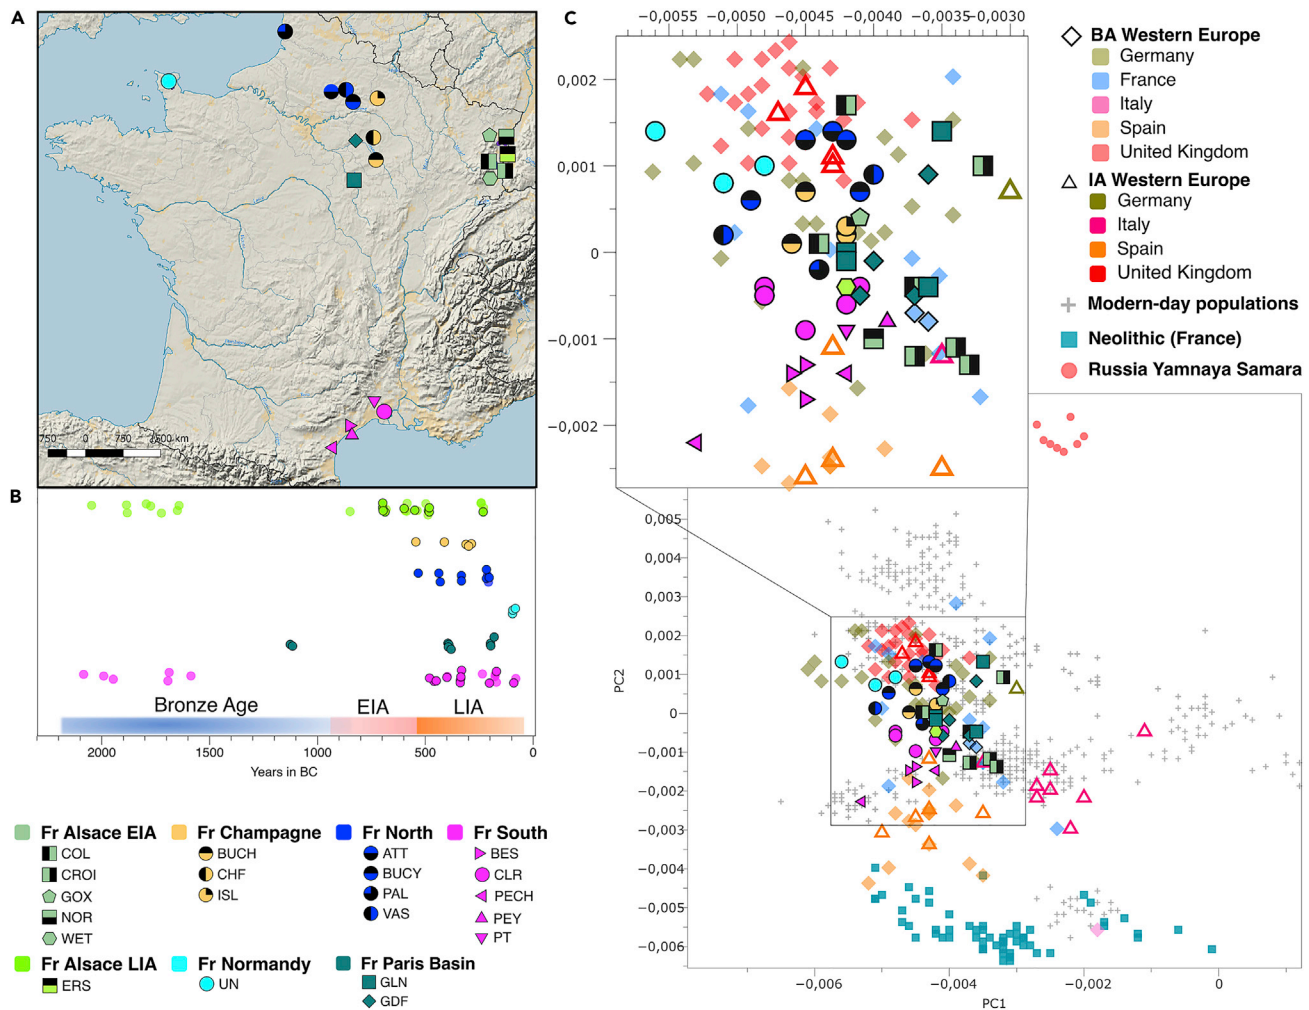 A
750 0 750 1500 km
B
Bronze Age EIA LIA
2000 1500 1000 500 0
Years in BC
Fr Alsace EIA
COL
CROI
GOX
NOR
WET
Fr Champagne
BUCH
CHF
ISL
Fr North
ATT
BUCY
PAL
VAS
Fr South
BES
CLR
PECH
PEY
PT
Fr Alsace LIA
ERS
Fr Normandy
UN
Fr Paris Basin
GLN
GDF
C
−0,0055 −0,0050 −0,0045 −0,0040 −0,0035 −0,0030
0,002
0,001
0
−0,001
−0,002
BA Western Europe
Germany
France
Italy
Spain
United Kingdom
IA Western Europe
Germany
Italy
Spain
United Kingdom
Modern-day populations
Neolithic (France)
Russia Yamnaya Samara
PC2
0,005
0,004
0,003
0,002
0,001
0
−0,001
−0,002
−0,003
−0,004
−0,005
−0,006
−0,006 −0,004 −0,002 0
PC1